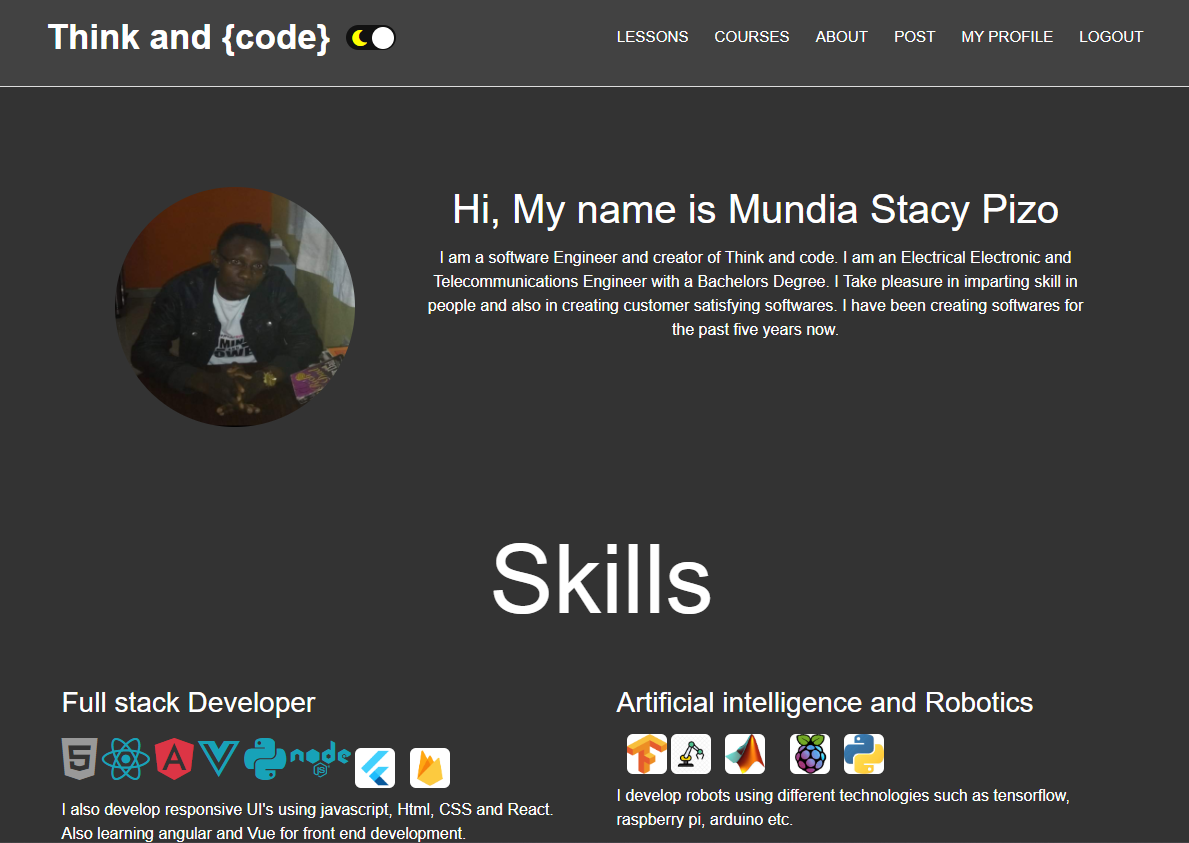 Think and {code}
LESSONS COURSES ABOUT POST MY PROFILE LOGOUT
Hi, My name is Mundia Stacy Pizo
I am a software Engineer and creator of Think and code. I am an Electrical Electronic and
Telecommunications Engineer with a Bachelors Degree. I Take pleasure in imparting skill in
people and also in creating customer satisfying softwares. I have been creating softwares for
the past five years now.
Skills
Full stack Developer
5
A
node
JS
I also develop responsive UI's using javascript, Html, CSS and React.
Also learning angular and Vue for front end development.
Artificial intelligence and Robotics
I develop robots using different technologies such as tensorflow,
raspberry pi, arduino etc.